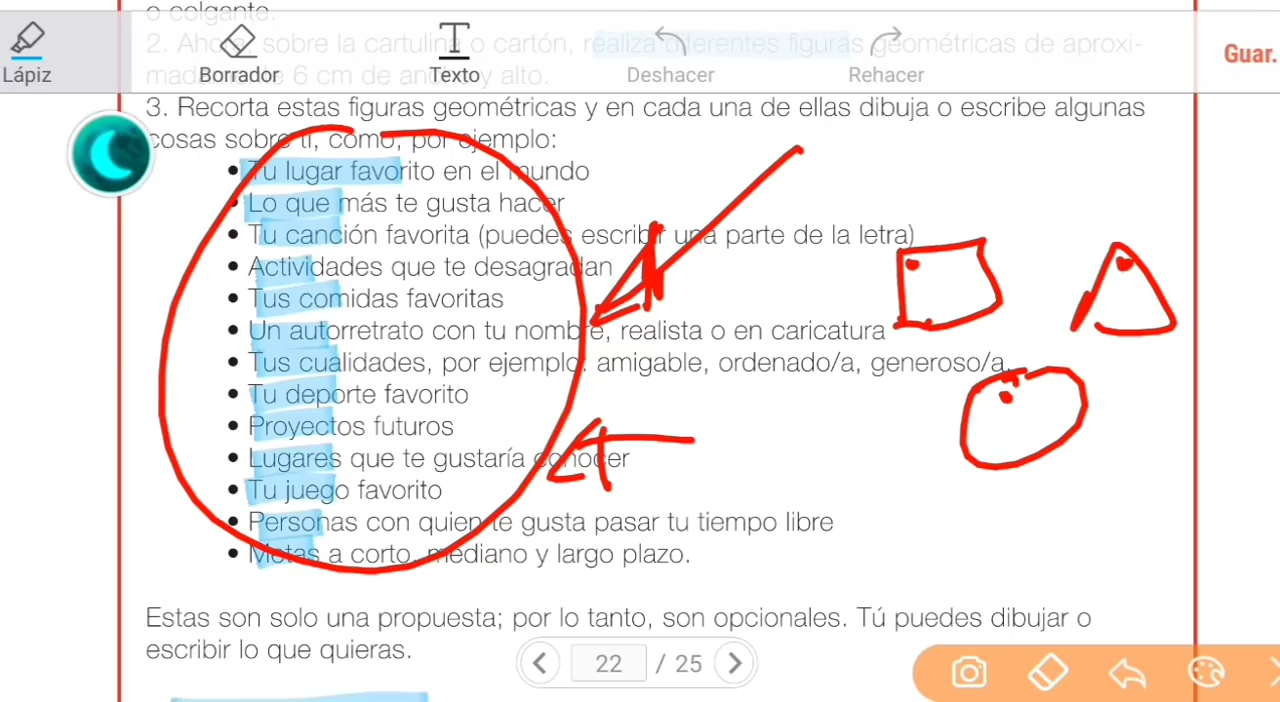 o colgante.
2. Ahora sobre la cartulina o cartón, realiza diferentes figuras geométricas de aproxi-
6 cm de ancho y alto.
Lápiz
Borrador
Texto
Deshacer
Rehacer
Guar.
3. Recorta estas figuras geométricas y en cada una de ellas dibuja o escribe algunas
cosas sobre ti, como, por ejemplo:
• Tu lugar favorito en el mundo
• Lo que más te gusta hacer
• Tu canción favorita (puedes escribir una parte de la letra)
• Actividades que te desagradan
• Tus comidas favoritas
• Un autorretrato con tu nombre, realista o en caricatura
• Tus cualidades, por ejemplo: amigable, ordenado/a, generoso/a.
• Tu deporte favorito
• Proyectos futuros
• Lugares que te gustaría conocer
• Tu juego favorito
• Personas con quien te gusta pasar tu tiempo libre
• Metas a corto, mediano y largo plazo.
Estas son solo una propuesta; por lo tanto, son opcionales. Tú puedes dibujar o
escribir lo que quieras.
22 / 25